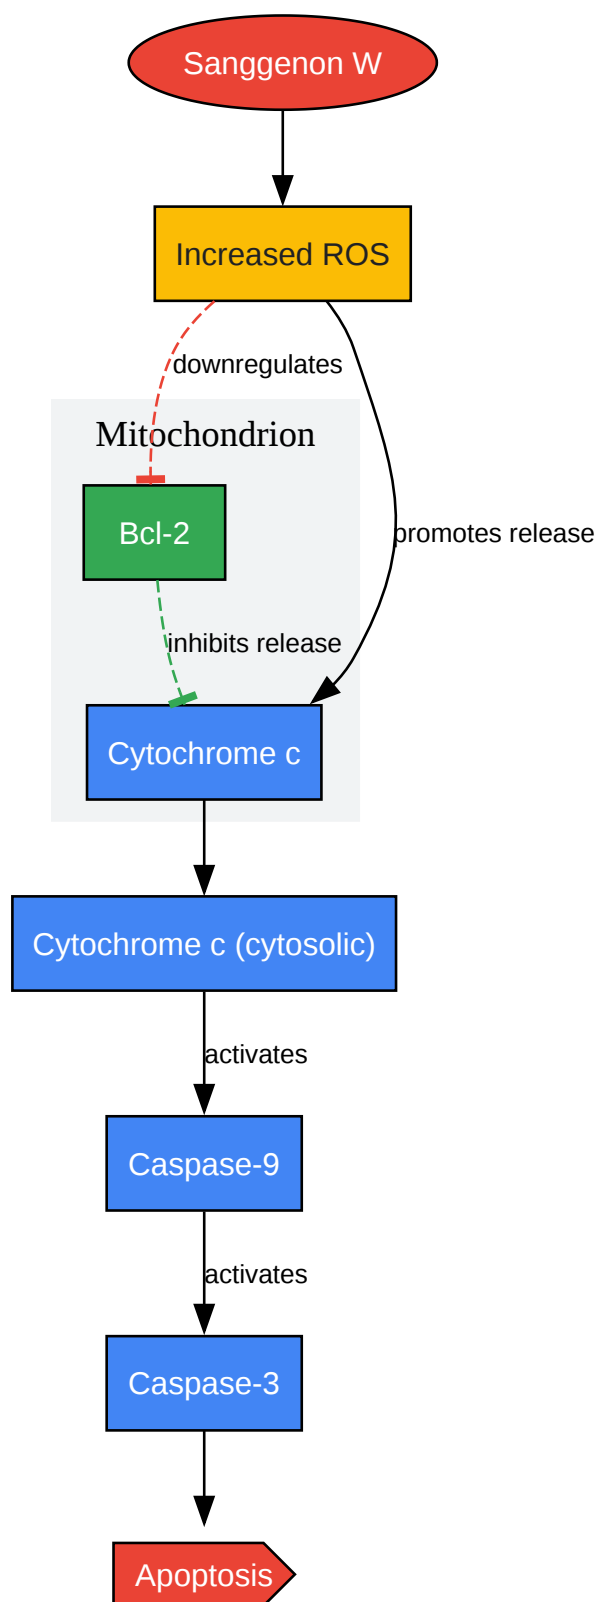 Sanggenon W
Increased ROS
downregulates
Mitochondrion
Bcl-2
promotes release
inhibits release
Cytochrome c
Cytochrome c (cytosolic)
activates
Caspase-9
activates
Caspase-3
Apoptosis